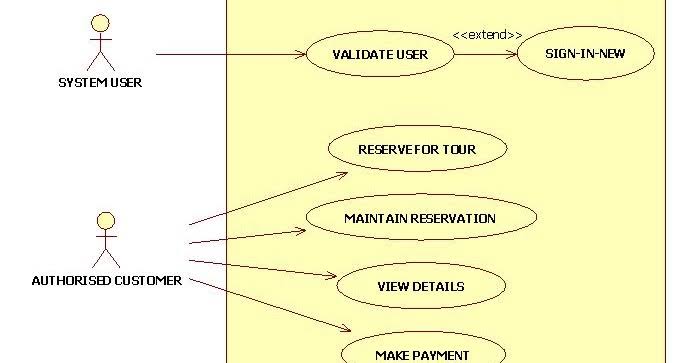 <<extend>>
VALIDATE USER
SIGN-IN-NEW
SYSTEM USER
RESERVE FOR TOUR
MAINTAIN RESERVATION
AUTHORISED CUSTOMER
VIEW DETAILS
MAKE PAYMENT